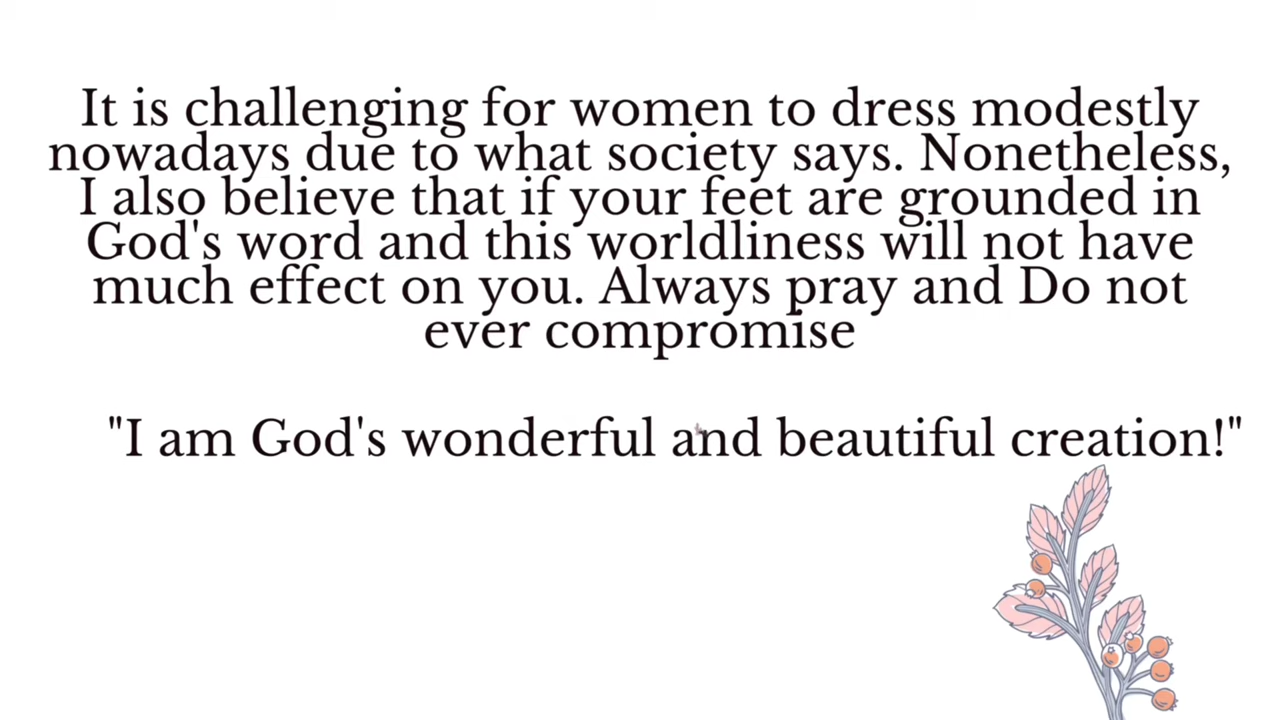 It is challenging for women to dress modestly
nowadays due to what society says. Nonetheless,
I also believe that if your feet are grounded in
God's word and this worldliness will not have
much effect on you. Always pray and Do not
ever compromise
"I am God's wonderful and beautiful creation!"